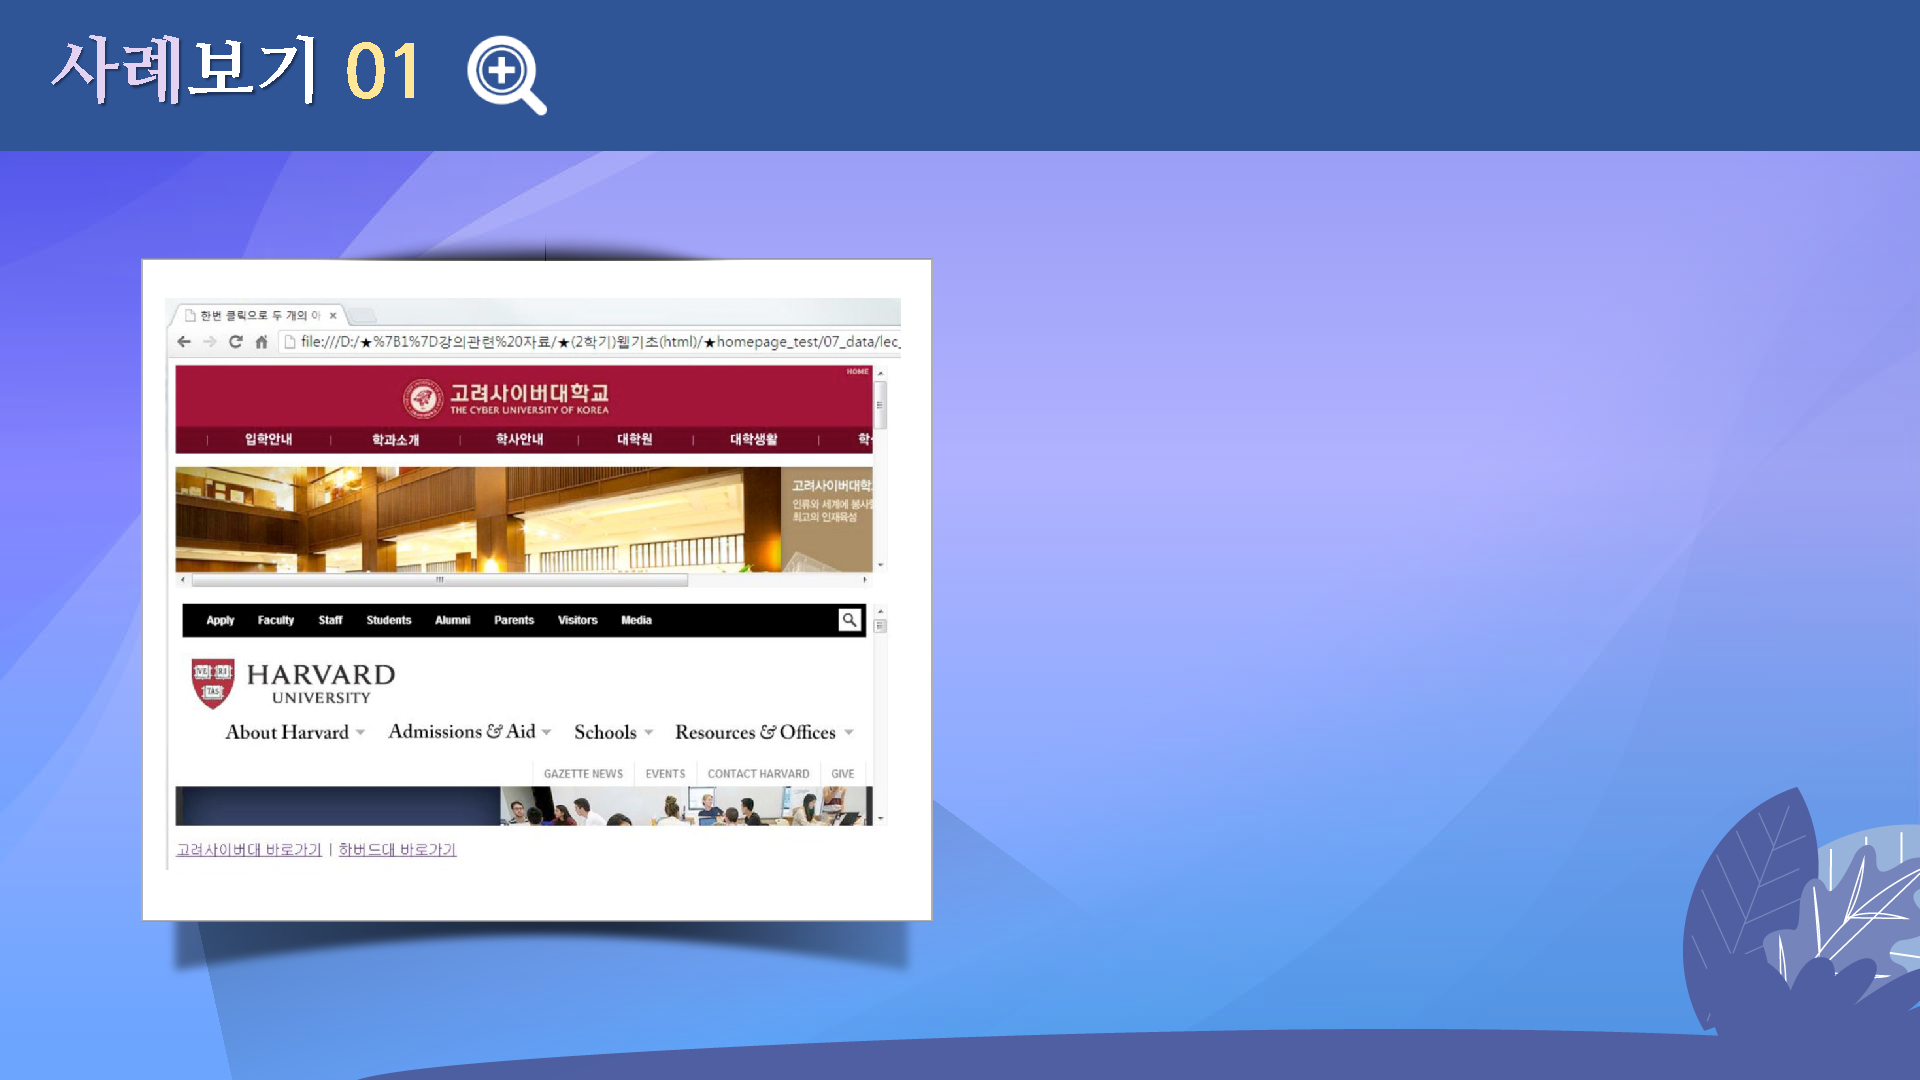 사례보기 01
한번 클릭으로 두 개의 아
file:///D:/★%7B1%7D강의관련%20자료/★(2학기)웹기초(html)/★homepage_test/07_data/lec_
HOME
고려사이버대학교
THE CYBER UNIVERSITY OF KOREA
입학안내 | 학과소개 | 학사안내 | 대학원 | 대학생활 |
고려사이버대학
인류와 세계에 봉사
최고의 인재육성
Apply Faculty Staff Students Alumni Parents Visitors Media
VE RI TAS
HARVARD
UNIVERSITY
About Harvard Admissions & Aid Schools Resources & Offices
GAZETTE NEWS EVENTS CONTACT HARVARD GIVE
고려사이버대 바로가기 | 하버드대 바로가기